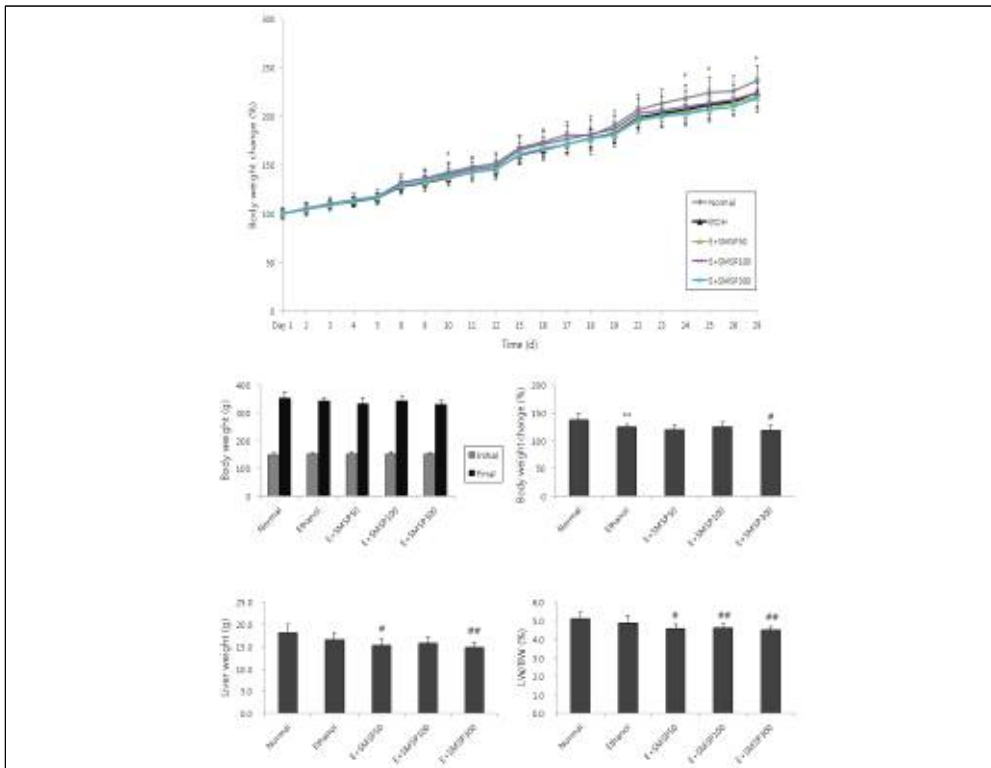 300
250
200
150
100
50
0
Body weight change (%)
Normal
EtOH
E+SMSP50
E+SMSP100
E+SMSP300
Day 1 2 3 4 5 8 9 10 11 12 15 16 17 18 19 22 23 24 25 26 29
Time (d)
400
300
200
100
0
Body weight (g)
Initial
Final
Normal
Ethanol
E+SMSP50
E+SMSP100
E+SMSP300
200
150
100
50
0
Body weight change (%)
**
#
Normal
Ethanol
E+SMSP50
E+SMSP100
E+SMSP300
25.0
20.0
15.0
10.0
5.0
0.0
Liver weight (g)
#
##
Normal
Ethanol
E+SMSP50
E+SMSP100
E+SMSP300
6.0
5.0
4.0
3.0
2.0
1.0
0.0
LW/BW (%)
#
##
##
Normal
Ethanol
E+SMSP50
E+SMSP100
E+SMSP300